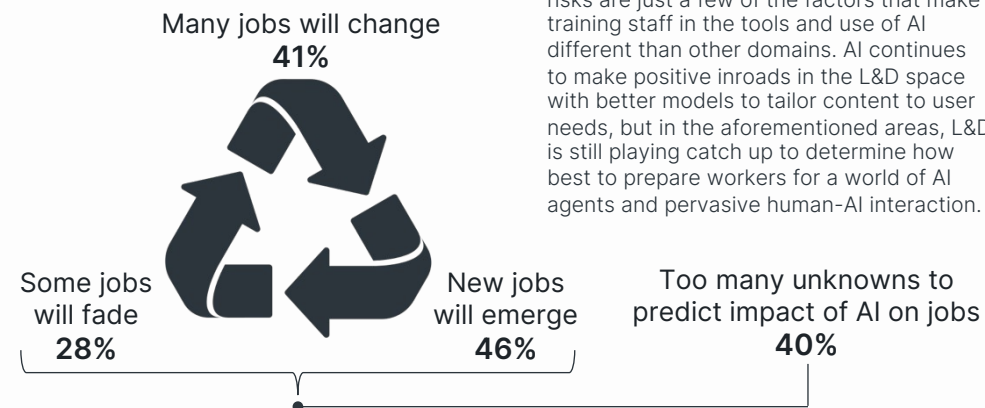 Many jobs will change
41%
Some jobs
will fade
28%
New jobs
will emerge
46%
risks are just a few of the factors that make
training staff in the tools and use of AI
different than other domains. AI continues
to make positive inroads in the L&D space
with better models to tailor content to user
needs, but in the aforementioned areas, L&D
is still playing catch up to determine how
best to prepare workers for a world of AI
agents and pervasive human-AI interaction.
Too many unknowns to
predict impact of AI on jobs
40%